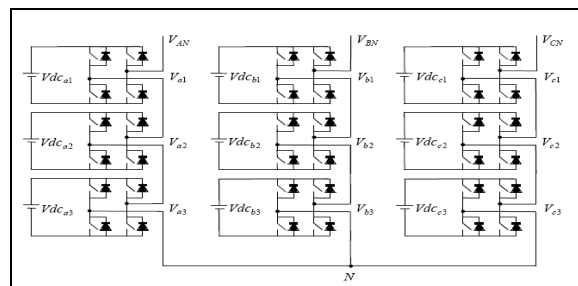 V_AN V_BN V_CN
Vdc_a1 V_a1 Vdc_b1 V_b1 Vdc_c1 V_c1
Vdc_a2 V_a2 Vdc_b2 V_b2 Vdc_c2 V_c2
Vdc_a3 V_a3 Vdc_b3 V_b3 Vdc_c3 V_c3
N